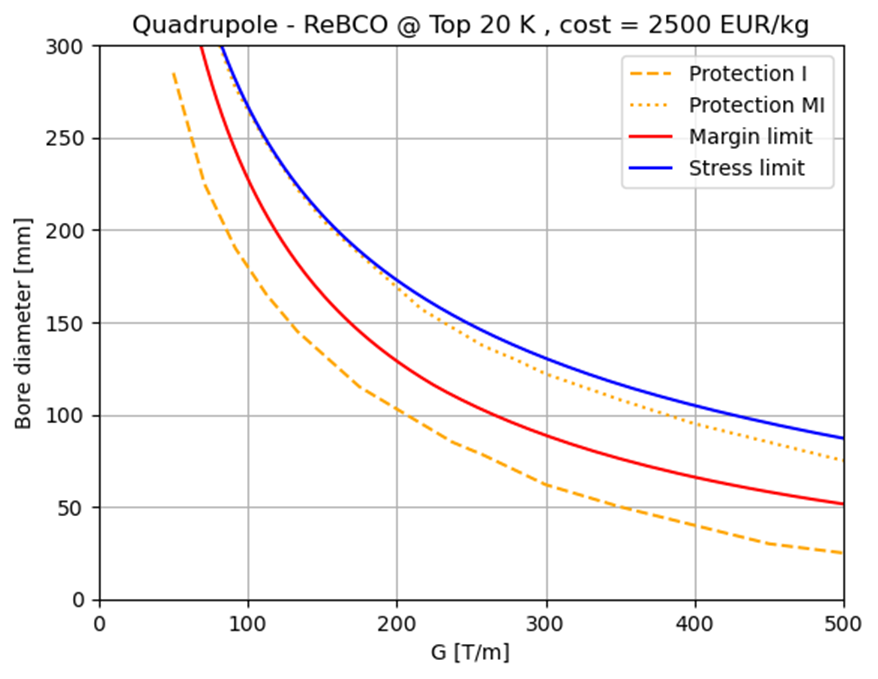 Quadrupole - ReBCO @ Top 20 K , cost = 2500 EUR/kg
Protection I
Protection MI
Margin limit
Stress limit
Bore diameter [mm]
300
250
200
150
100
50
0
0 100 200 300 400 500
G [T/m]